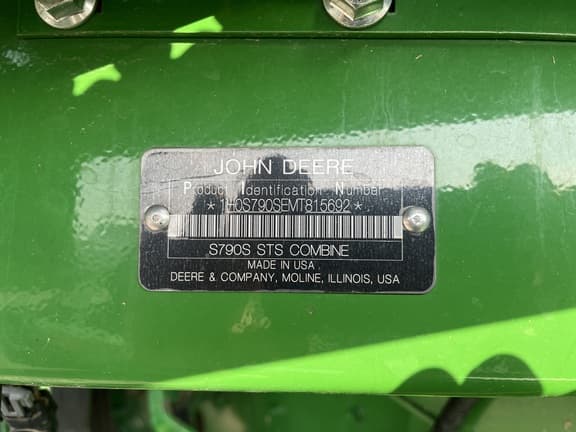 JOHN DEERE
Product Identification Number
*1H0S790SEMT815692*
S790S STS COMBINE
MADE IN USA
DEERE & COMPANY, MOLINE, ILLINOIS, USA